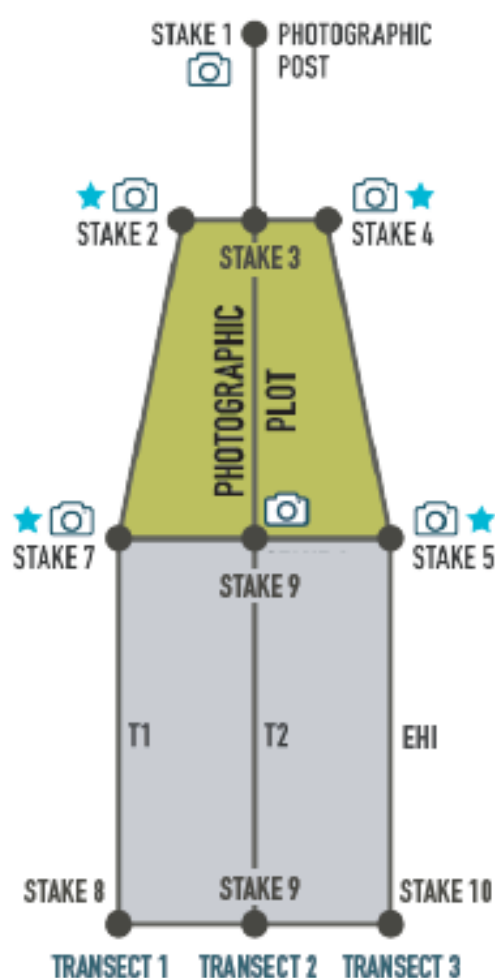 STAKE 1
PHOTOGRAPHIC
POST
STAKE 2
STAKE 4
STAKE 3
PHOTOGRAPHIC
PLOT
STAKE 7
STAKE 5
STAKE 9
T1
T2
EHI
STAKE 8
STAKE 9
STAKE 10
TRANSECT 1
TRANSECT 2
TRANSECT 3